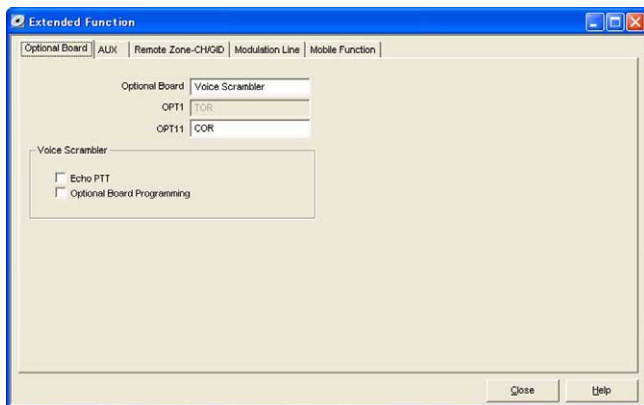 Extended Function
Optional Board AUX Remote Zone-CH/GID Modulation Line Mobile Function
Optional Board Voice Scrambler
OPT1 TOR
OPT11 COR
Voice Scrambler
Echo PTT
Optional Board Programming
Close Help